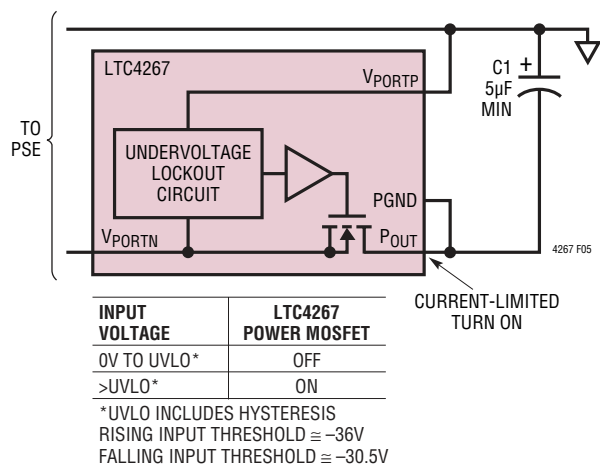 LTC4267
VPORTP
C1 +
5µF
MIN
TO
PSE
UNDERVOLTAGE
LOCKOUT
CIRCUIT
PGND
VPORTN
POUT
4267 F05
CURRENT-LIMITED
TURN ON
INPUT VOLTAGE LTC4267 POWER MOSFET
0V TO UVLO* OFF
>UVLO* ON
*UVLO INCLUDES HYSTERESIS
RISING INPUT THRESHOLD ≅ –36V
FALLING INPUT THRESHOLD ≅ –30.5V